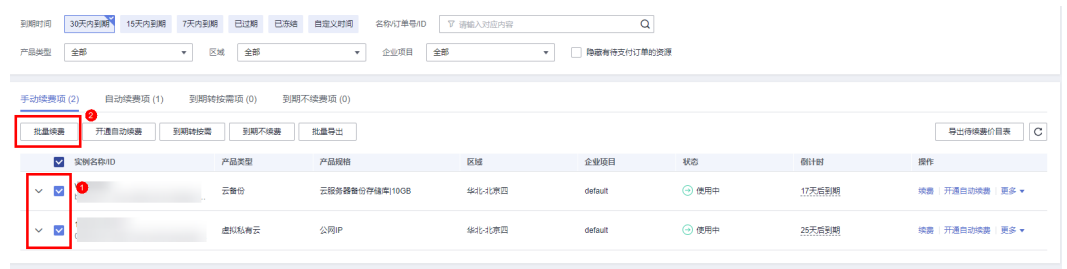 到期时间 30天内到期 15天内到期 7天内到期 已过期 已冻结 自定义时间 名称/订单号/ID 请输入对应内容
产品类型 全部 区域 全部 企业项目 全部 隐藏有待支付订单的资源
手动续费项 (2) 自动续费项 (1) 到期转按需项 (0) 到期不续费项 (0)
2
批量续费 开通自动续费 到期转按需 到期不续费 批量导出 导出待续费价目表
实例名称/ID 产品类型 产品规格 区域 企业项目 状态 倒计时 操作
1
云备份 云服务器备份存储库|10GB 华北-北京四 default 使用中 17天后到期 续费 | 开通自动续费 | 更多
虚拟私有云 公网IP 华北-北京四 default 使用中 25天后到期 续费 | 开通自动续费 | 更多